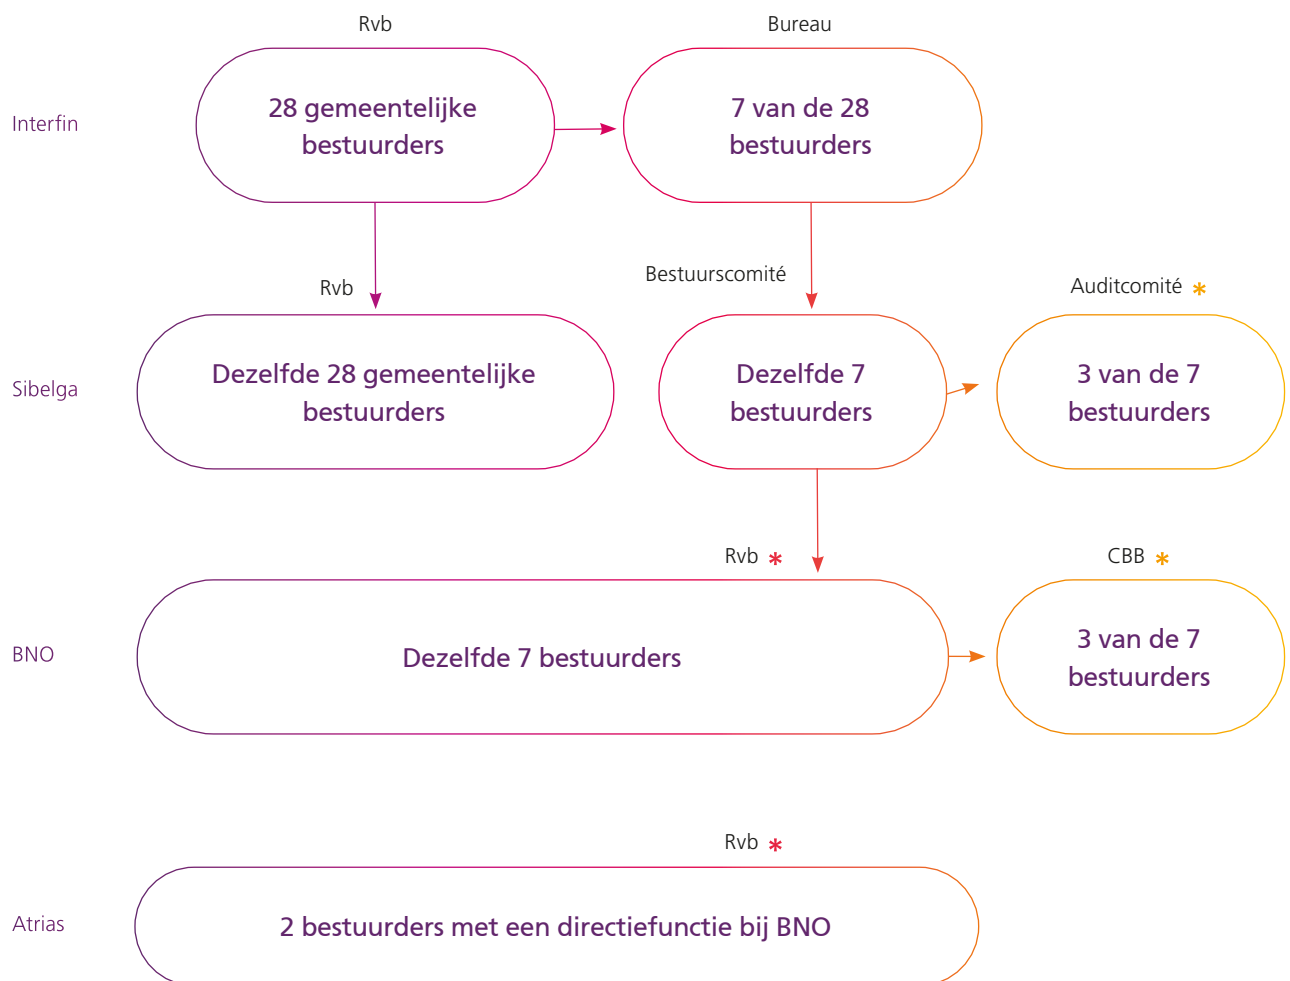 Rvb
Bureau
Interfin
28 gemeentelijke
bestuurders
7 van de 28
bestuurders
Rvb
Bestuurscomité
Auditcomité *
Sibelga
Dezelfde 28 gemeentelijke
bestuurders
Dezelfde 7
bestuurders
3 van de 7
bestuurders
Rvb *
CBB *
BNO
Dezelfde 7 bestuurders
3 van de 7
bestuurders
Rvb *
Atrias
2 bestuurders met een directiefunctie bij BNO